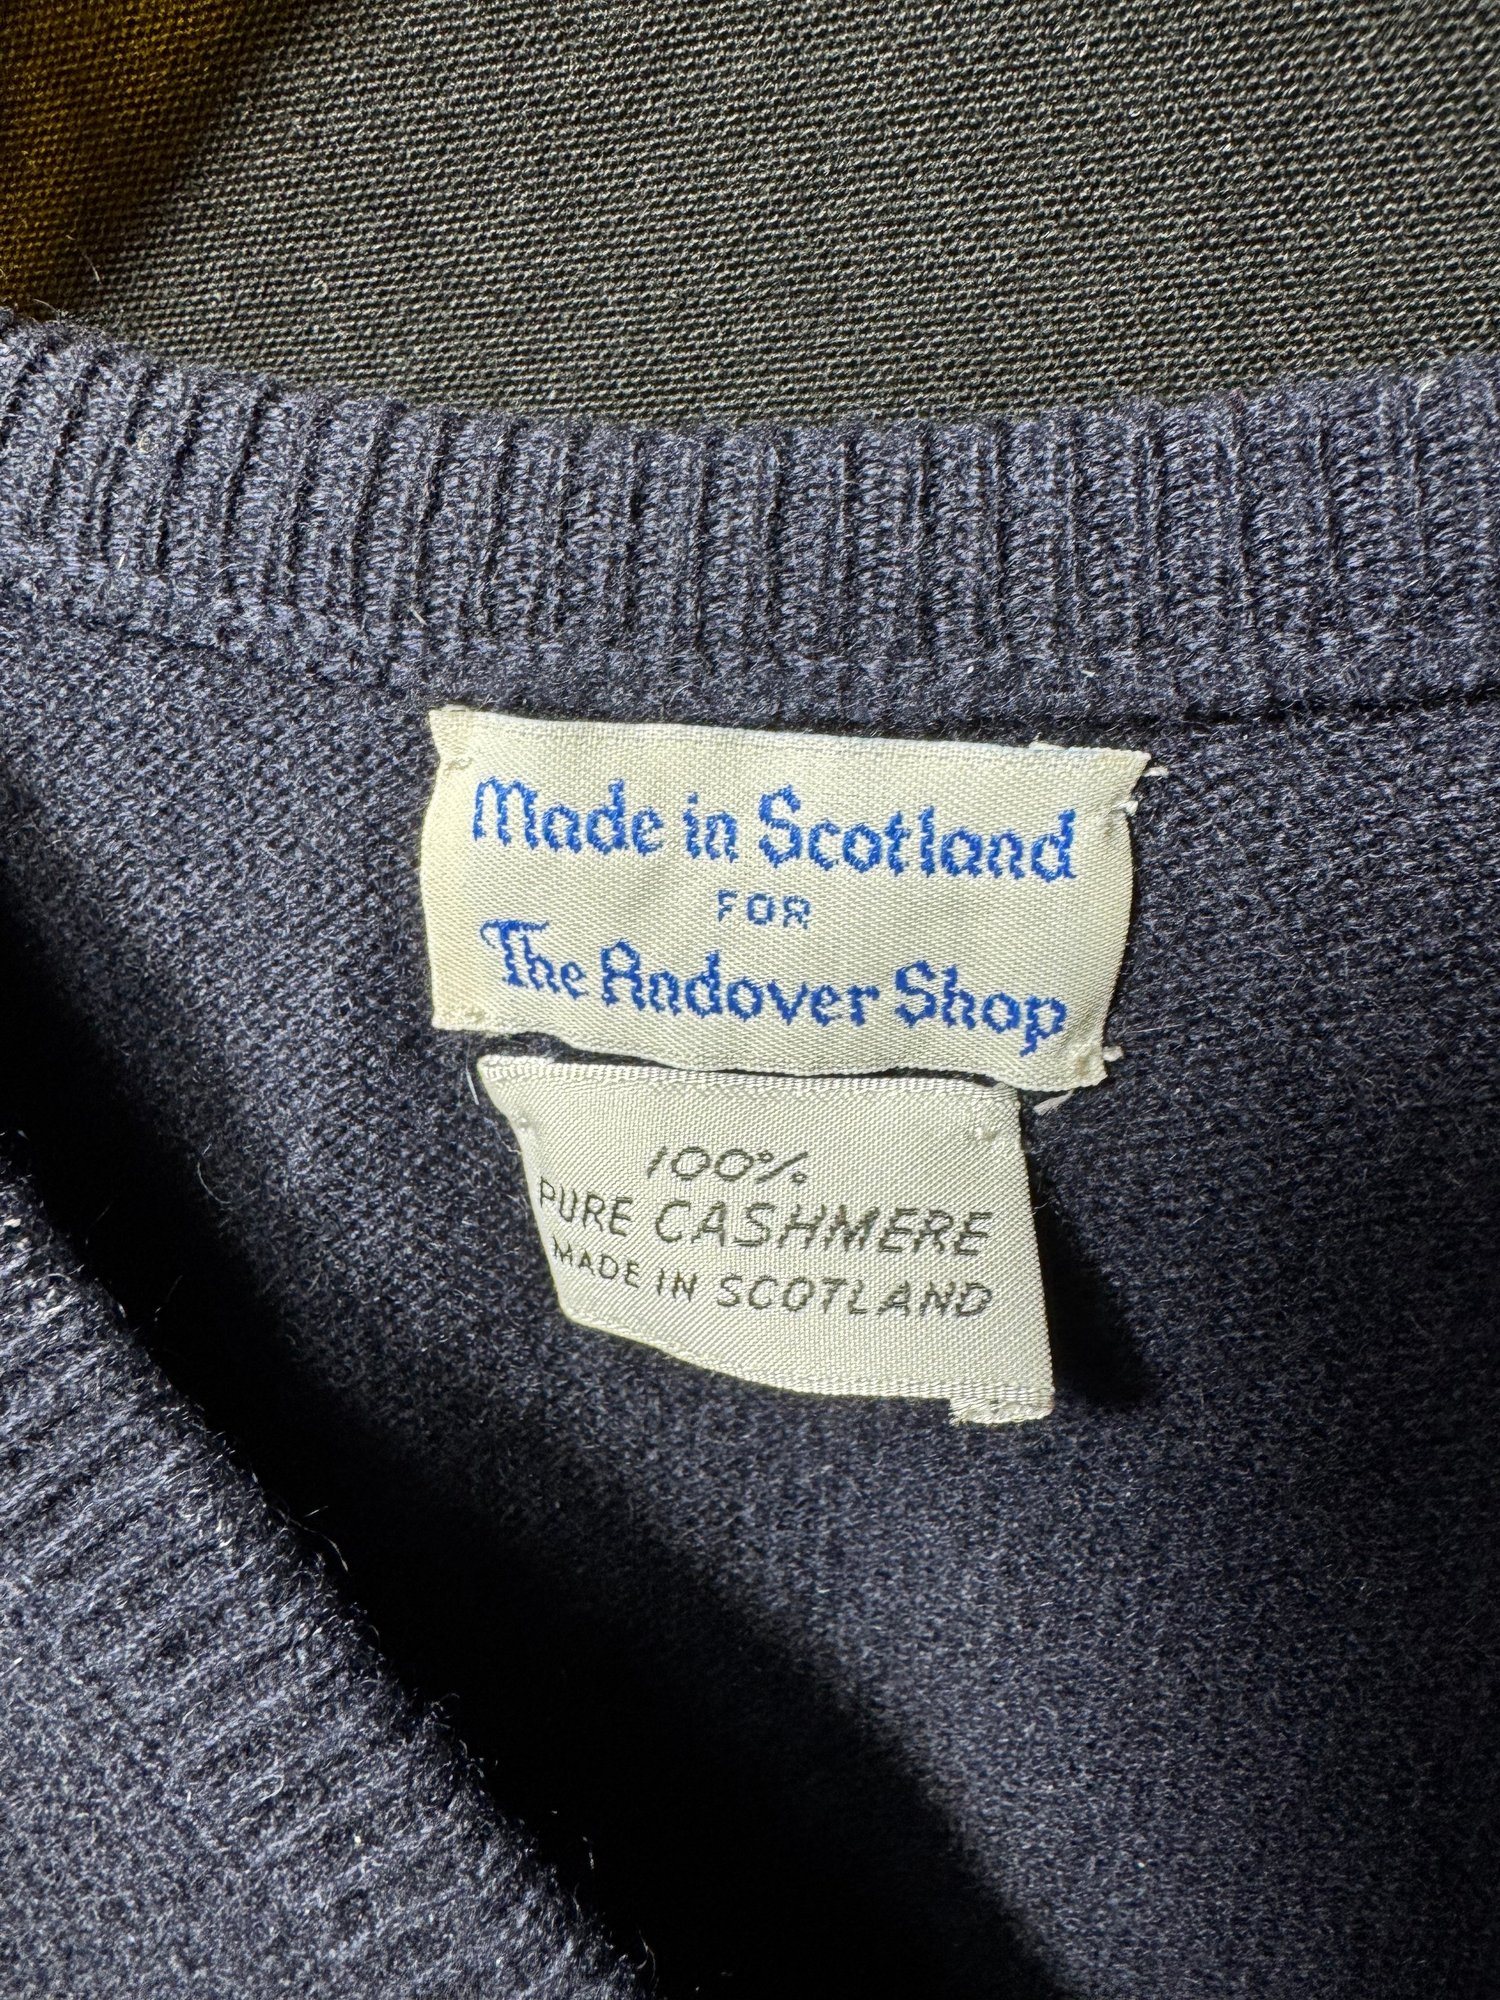 Made in Scotland
FOR
The Andover Shop
100%
PURE CASHMERE
MADE IN SCOTLAND